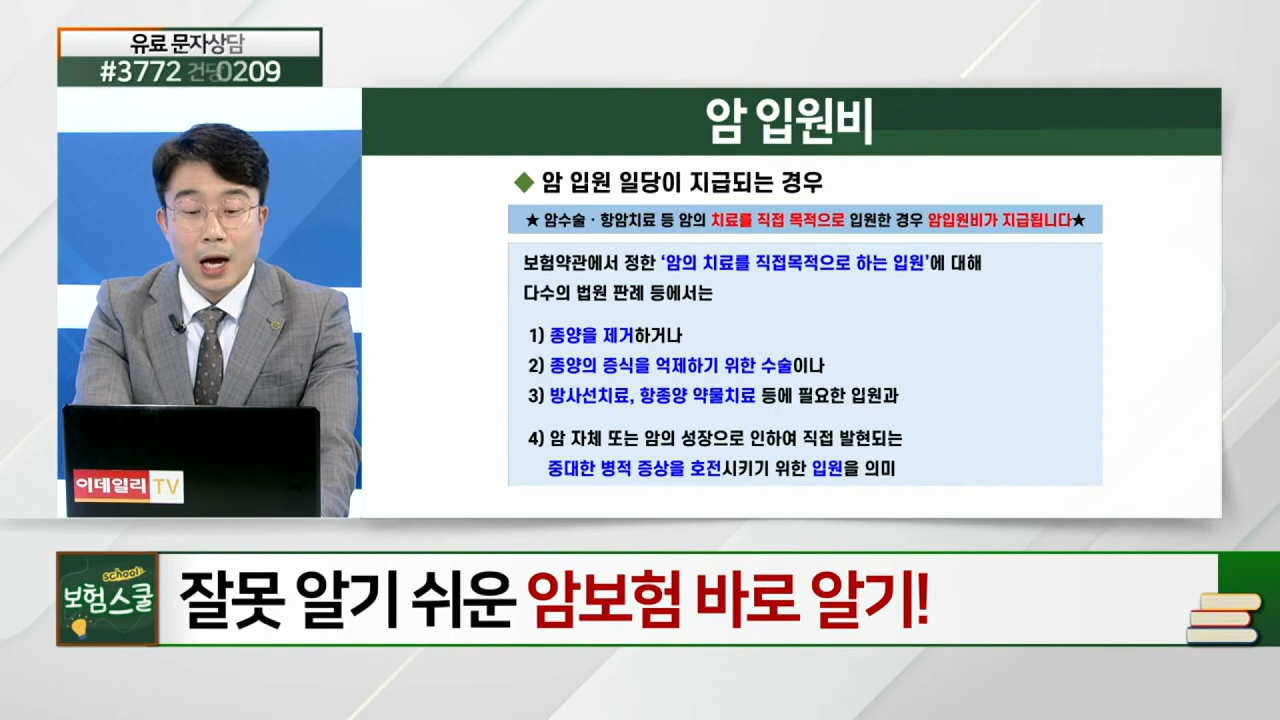 유료 문자상담
#3772 0209
암 입원비
◆ 암 입원 일당이 지급되는 경우
★ 암수술 · 항암치료 등 암의 치료를 직접 목적으로 입원한 경우 암입원비가 지급됩니다★
보험약관에서 정한 ‘암의 치료를 직접목적으로 하는 입원’에 대해
다수의 법원 판례 등에서는
1) 종양을 제거하거나
2) 종양의 증식을 억제하기 위한 수술이나
3) 방사선치료, 항종양 약물치료 등에 필요한 입원과
4) 암 자체 또는 암의 성장으로 인하여 직접 발현되는
중대한 병적 증상을 호전시키기 위한 입원을 의미
이데일리 TV
school
보험스쿨
잘못 알기 쉬운 암보험 바로 알기!